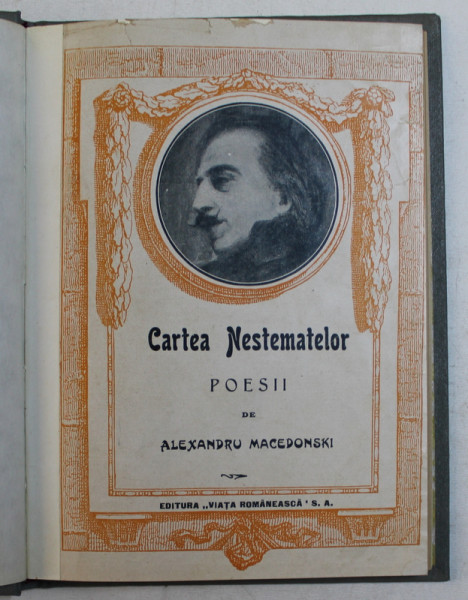 Cartea Nestematelor
POESII
DE
ALEXANDRU MACEDONSKI
EDITURA „VIAȚA ROMÂNEASCĂ' S. A.